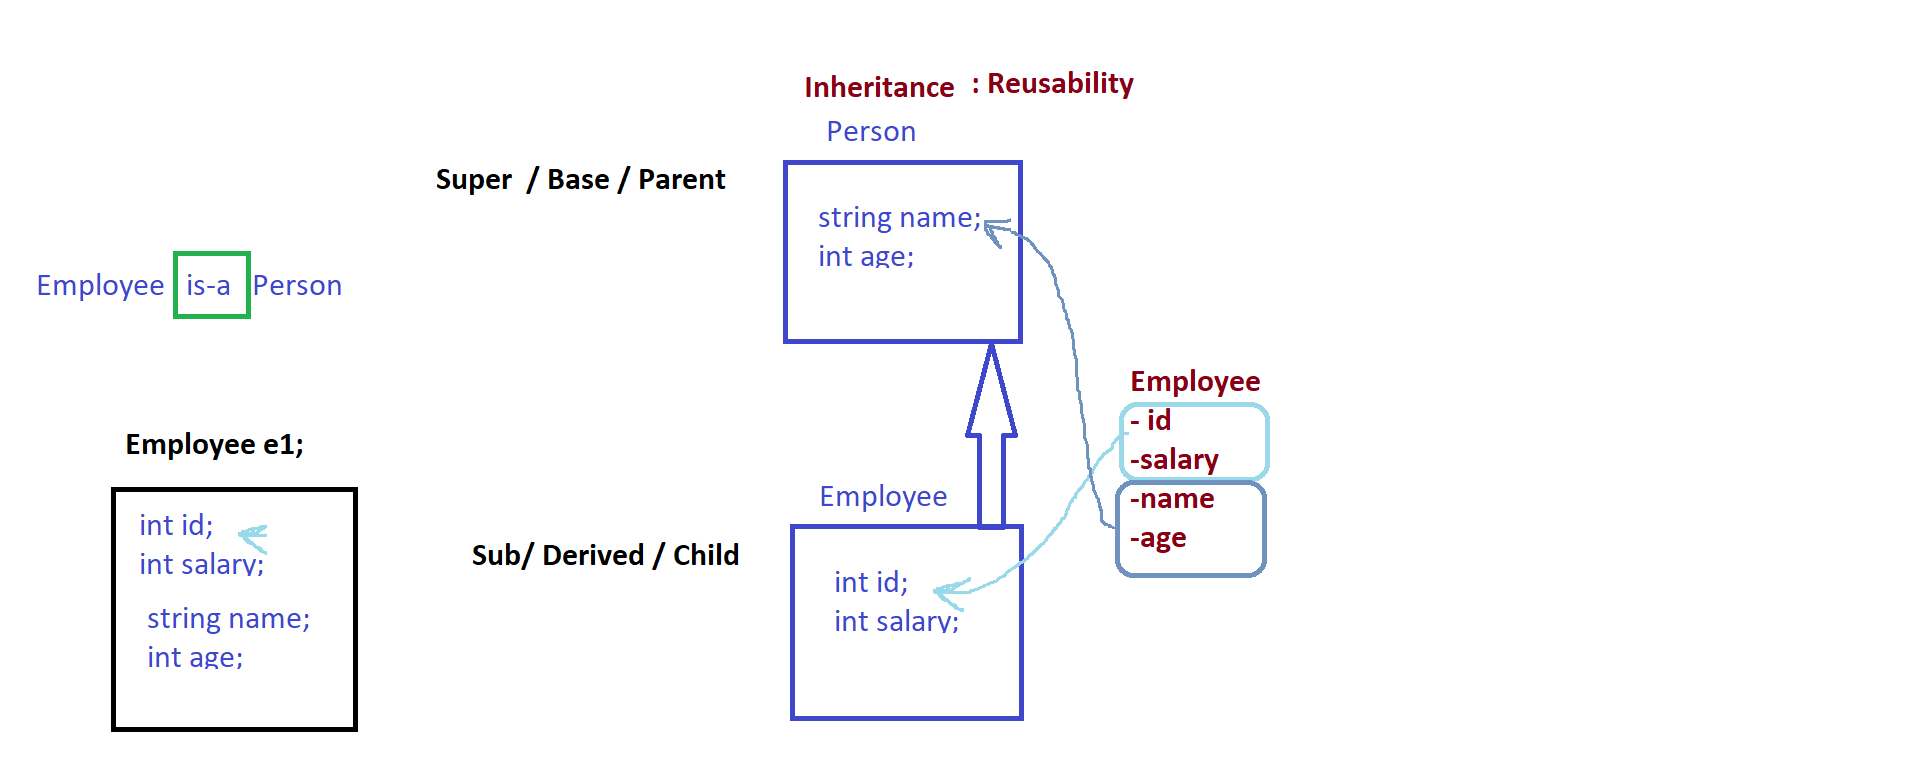 Inheritance : Reusability
Person
Super / Base / Parent
string name;
int age;
Employee is-a Person
Employee
- id
-salary
-name
-age
Employee e1;
int id;
int salary;
string name;
int age;
Employee
Sub/ Derived / Child
int id;
int salary;